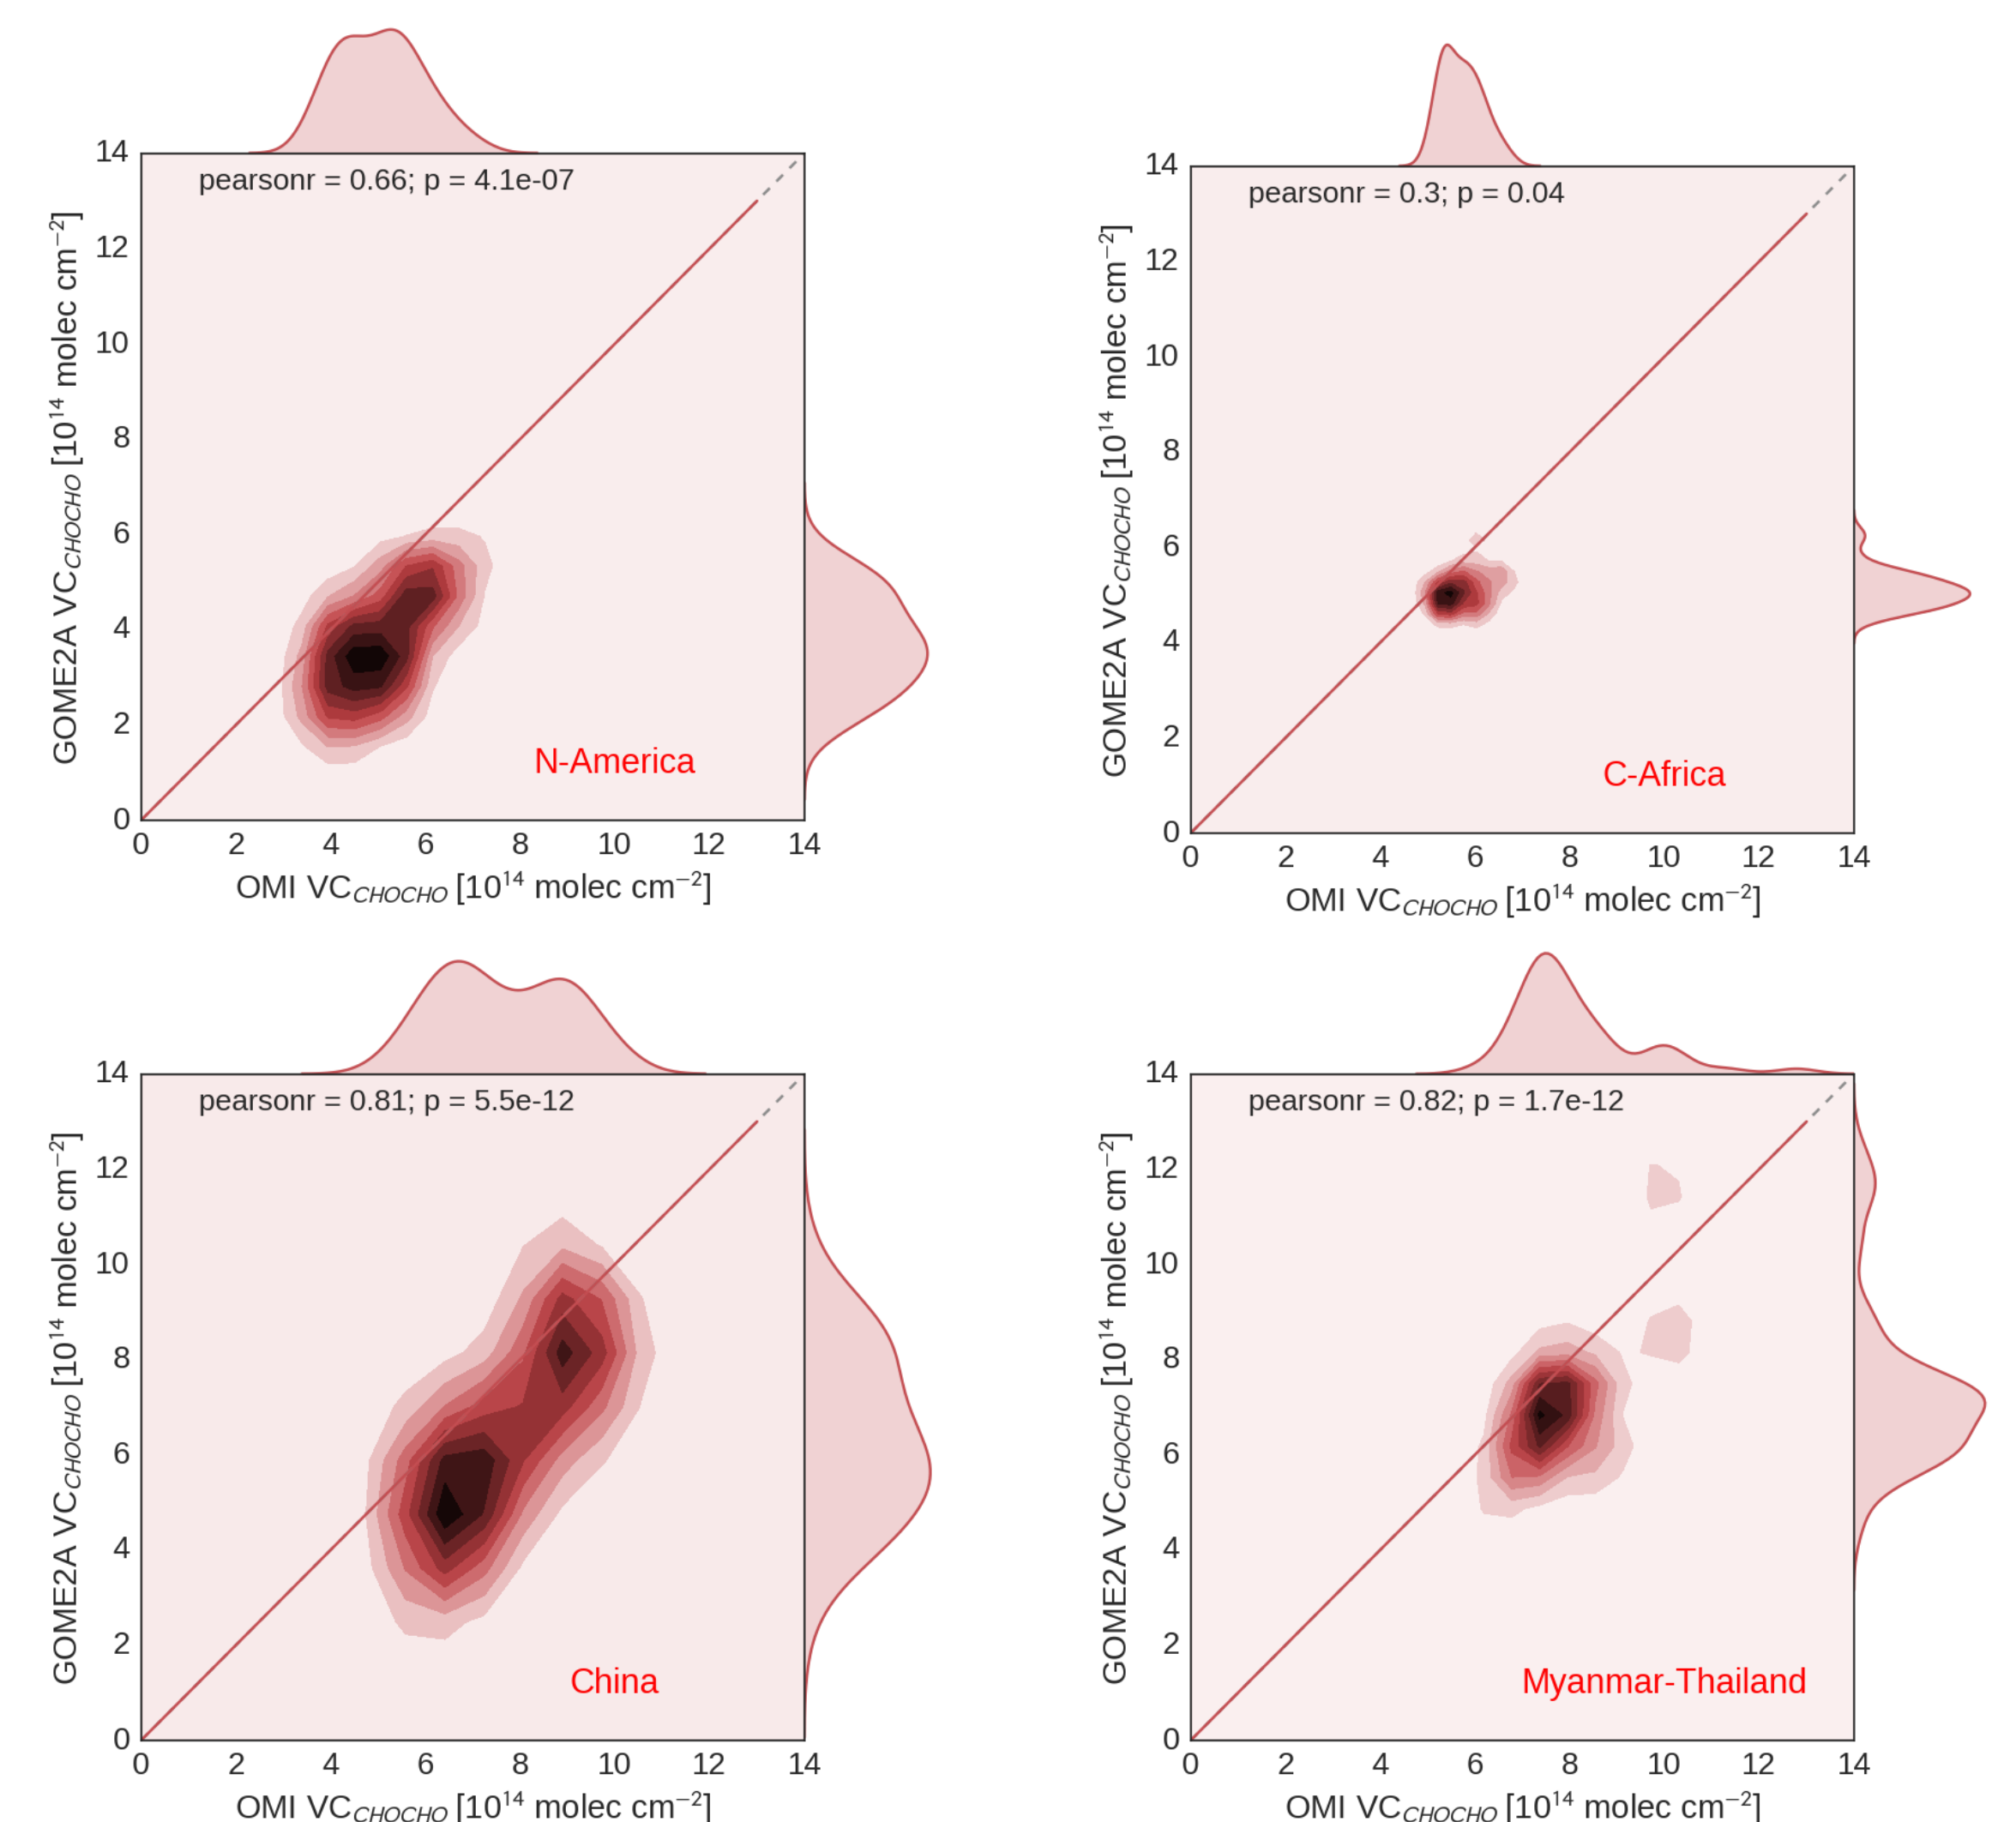 14
pearsonr = 0.66; p = 4.1e-07
12
10
8
6
4
2
0
GOME2A VC_CHOCHO [10^14 molec cm^−2]
N-America
0 2 4 6 8 10 12 14
OMI VC_CHOCHO [10^14 molec cm^−2]
14
pearsonr = 0.3; p = 0.04
12
10
8
6
4
2
0
GOME2A VC_CHOCHO [10^14 molec cm^−2]
C-Africa
0 2 4 6 8 10 12 14
OMI VC_CHOCHO [10^14 molec cm^−2]
14
pearsonr = 0.81; p = 5.5e-12
12
10
8
6
4
2
0
GOME2A VC_CHOCHO [10^14 molec cm^−2]
China
0 2 4 6 8 10 12 14
OMI VC_CHOCHO [10^14 molec cm^−2]
14
pearsonr = 0.82; p = 1.7e-12
12
10
8
6
4
2
0
GOME2A VC_CHOCHO [10^14 molec cm^−2]
Myanmar-Thailand
0 2 4 6 8 10 12 14
OMI VC_CHOCHO [10^14 molec cm^−2]